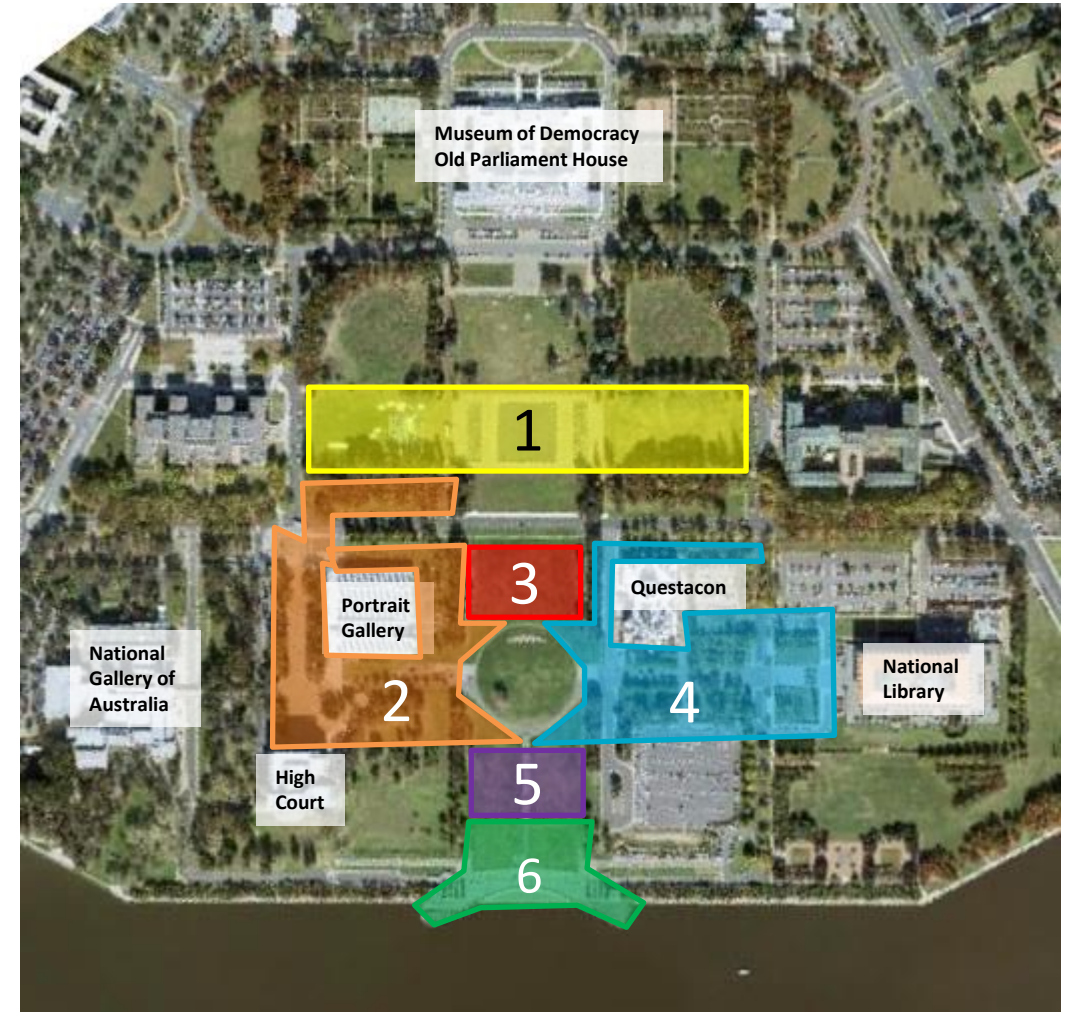 Museum of Democracy
Old Parliament House
1
3
Questacon
Portrait
Gallery
National
Gallery of
Australia
National
Library
2
4
High
Court
5
6